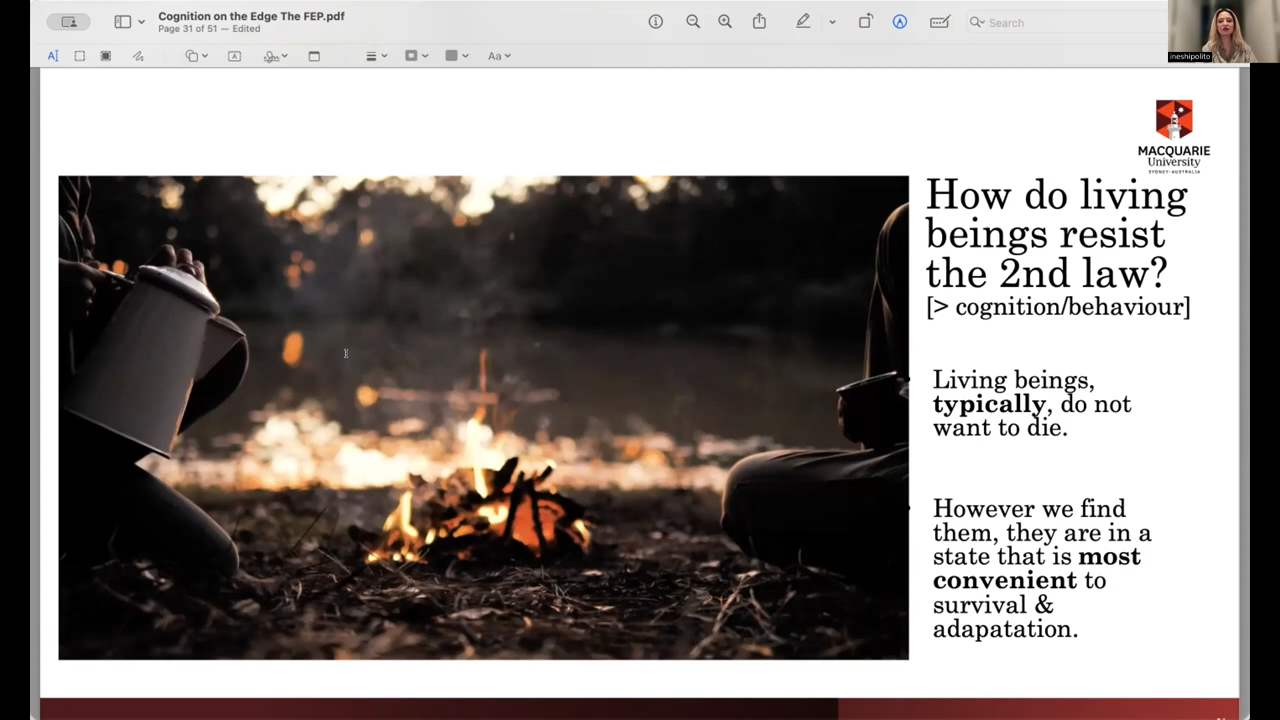 Cognition on the Edge The FEP.pdf
Page 31 of 51 — Edited
Search
Aa
ineshipolito
MACQUARIE
University
SYDNEY·AUSTRALIA
How do living
beings resist
the 2nd law?
[> cognition/behaviour]
Living beings,
typically, do not
want to die.
However we find
them, they are in a
state that is most
convenient to
survival &
adapatation.